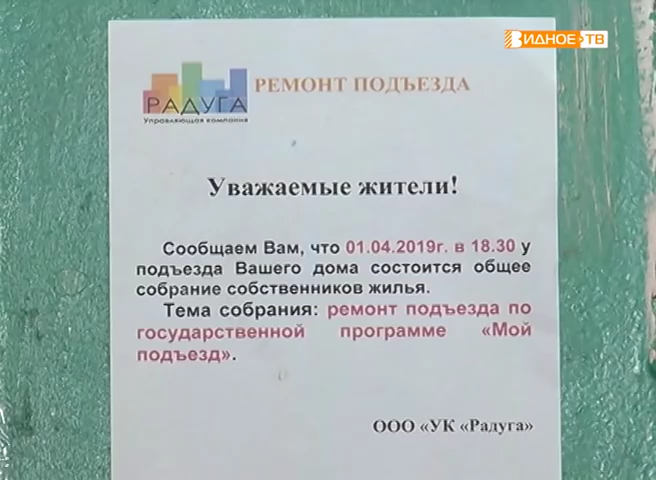 ВИДНОЕ-ТВ
РАДУГА
Управляющая компания
РЕМОНТ ПОДЪЕЗДА
Уважаемые жители!
Сообщаем Вам, что 01.04.2019г. в 18.30 у
подъезда Вашего дома состоится общее
собрание собственников жилья.
Тема собрания: ремонт подъезда по
государственной программе «Мой
подъезд».
ООО «УК «Радуга»